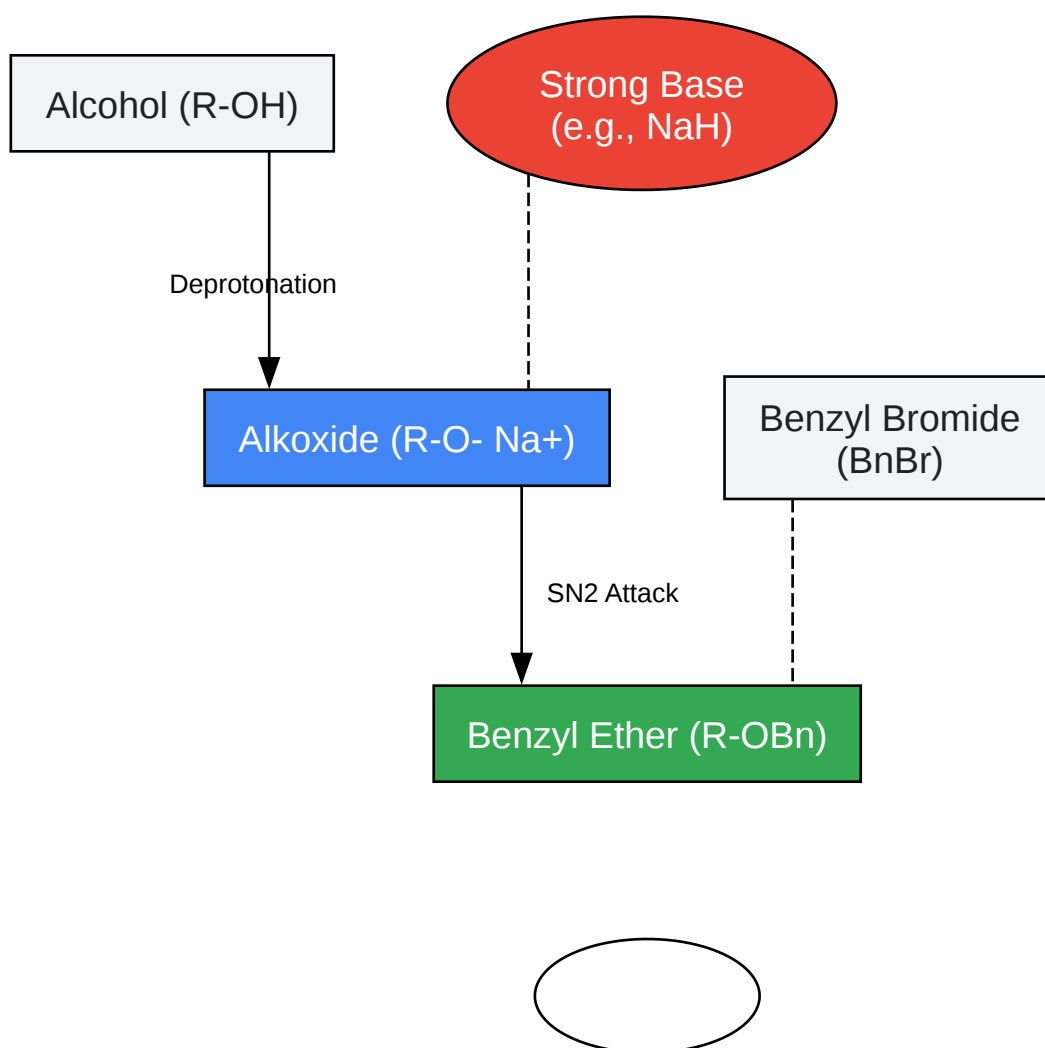 Alcohol (R-OH)
Strong Base
(e.g., NaH)
Deprotonation
Alkoxide (R-O- Na+)
Benzyl Bromide
(BnBr)
SN2 Attack
Benzyl Ether (R-OBn)